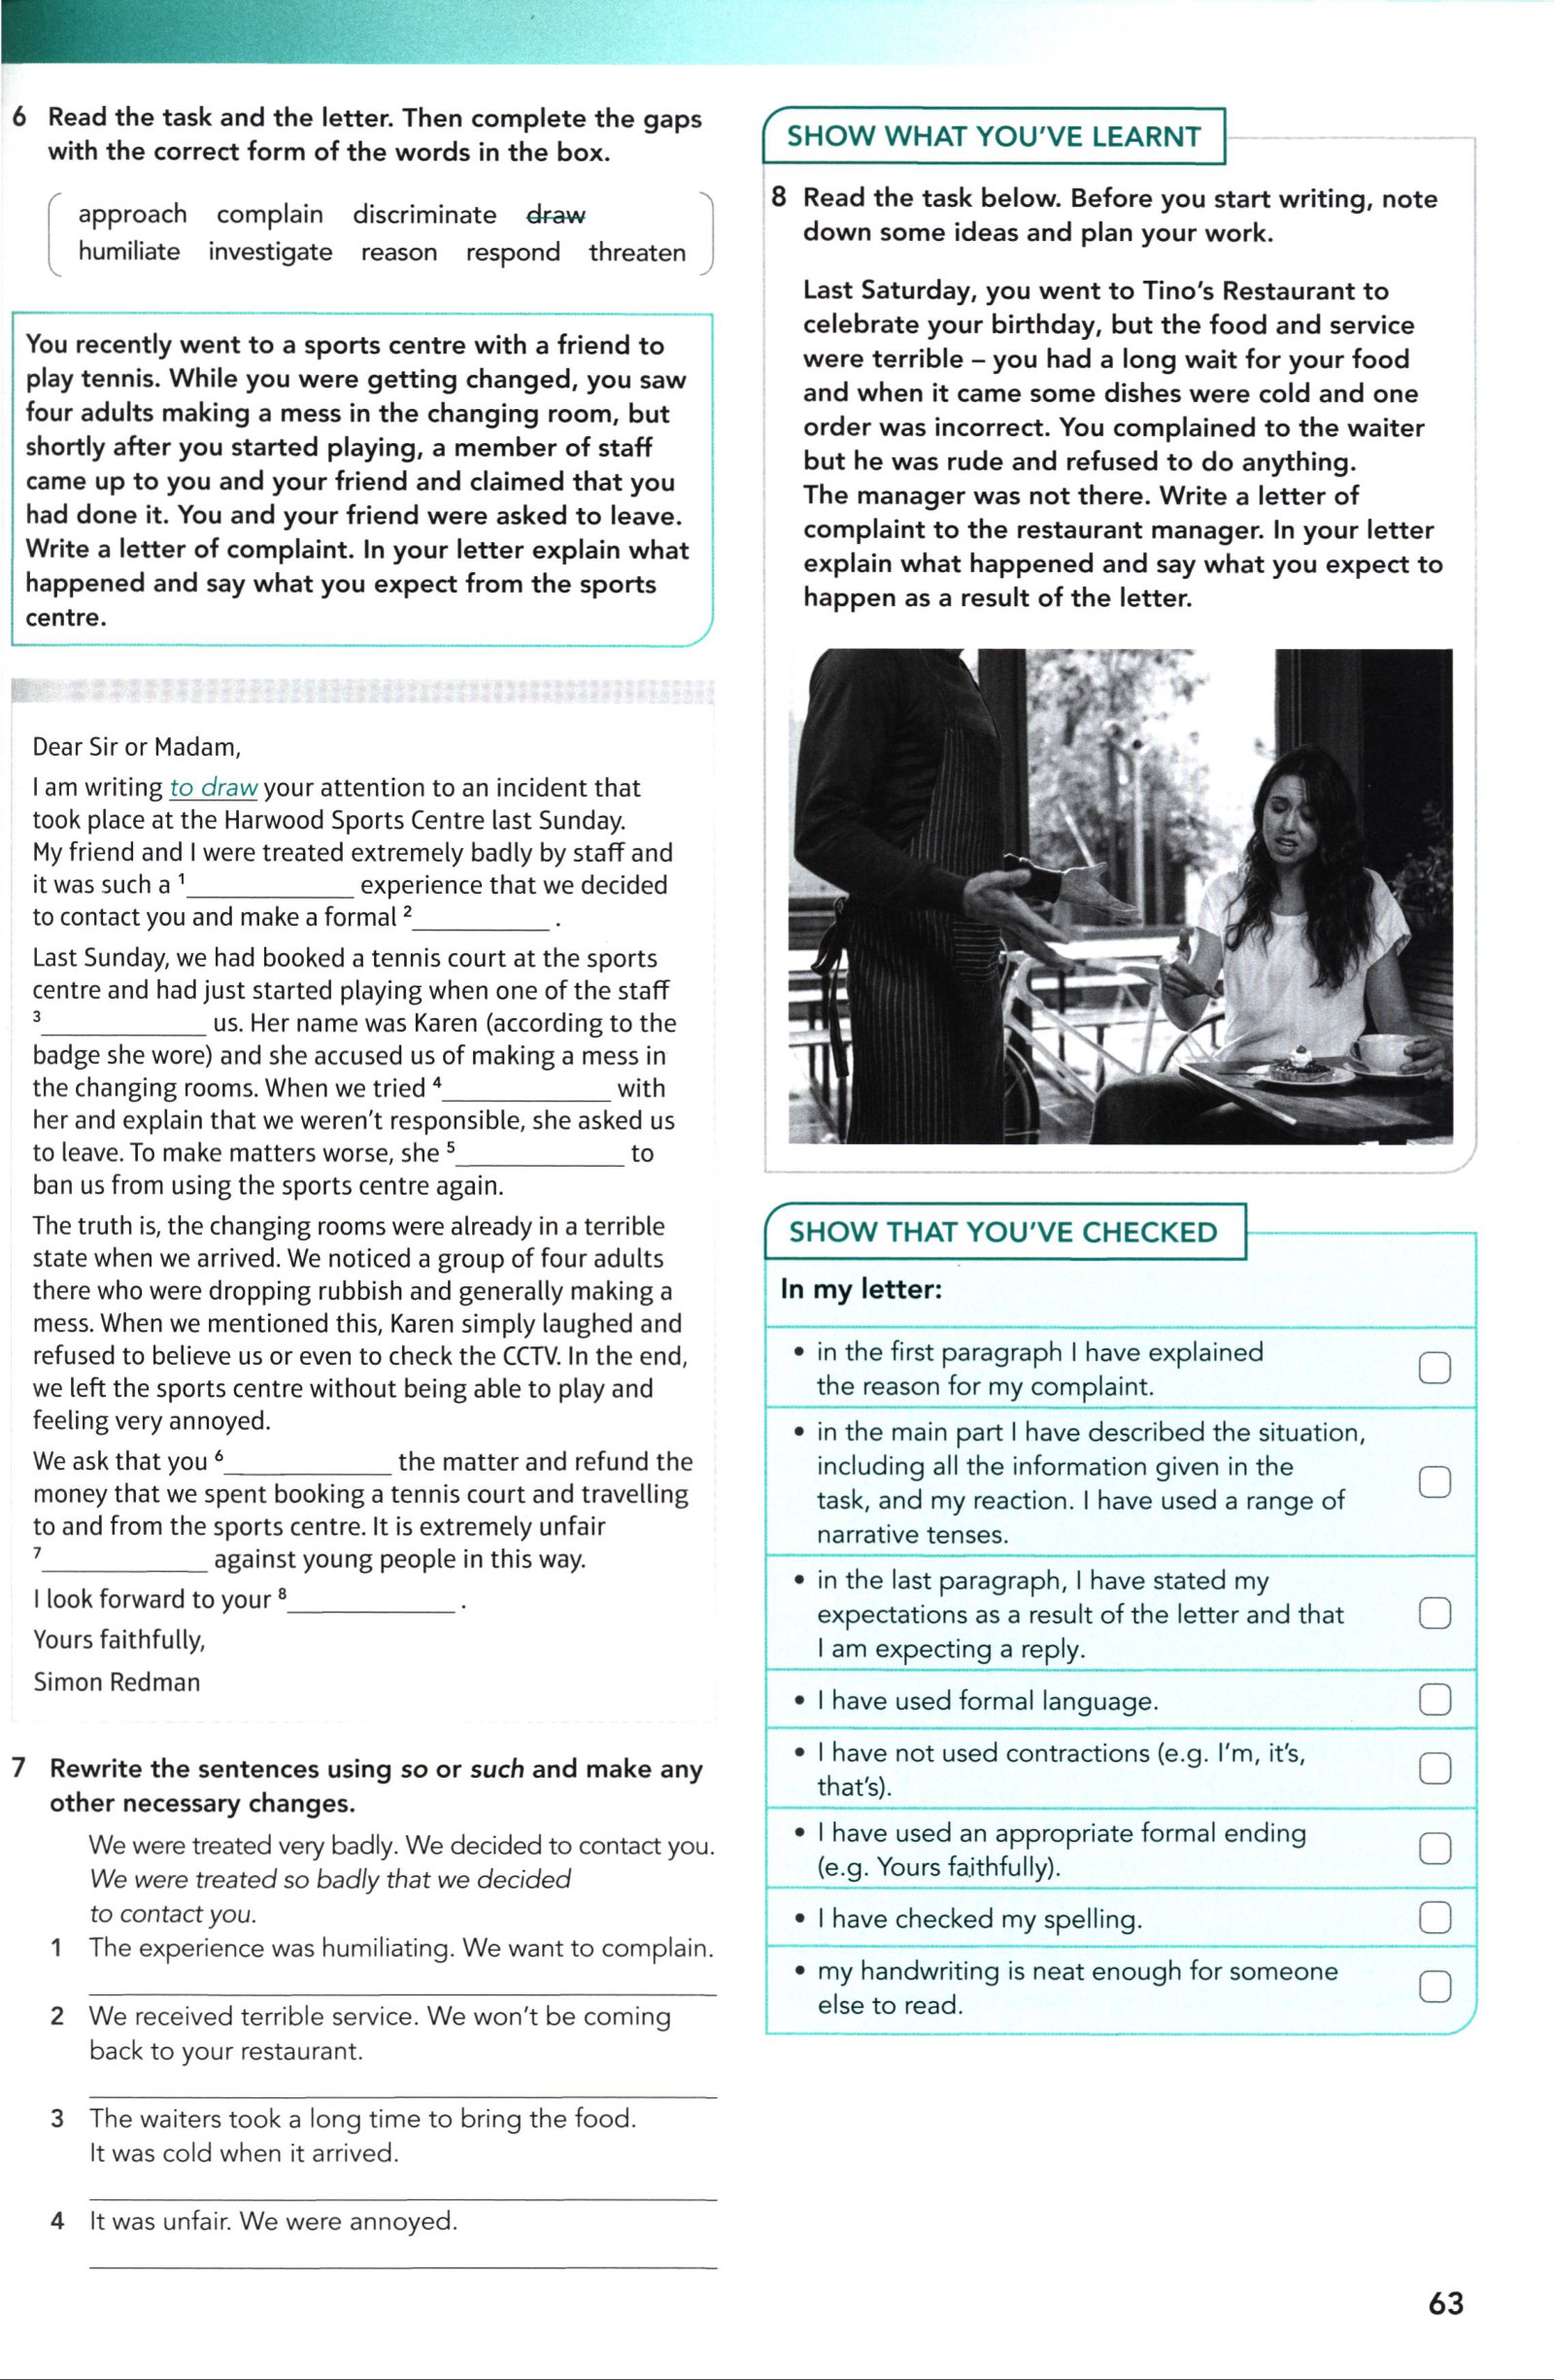 6 Read the task and the letter. Then complete the gaps
with the correct form of the words in the box.
approach complain discriminate draw
humiliate investigate reason respond threaten
You recently went to a sports centre with a friend to
play tennis. While you were getting changed, you saw
four adults making a mess in the changing room, but
shortly after you started playing, a member of staff
came up to you and your friend and claimed that you
had done it. You and your friend were asked to leave.
Write a letter of complaint. In your letter explain what
happened and say what you expect from the sports
centre.
Dear Sir or Madam,
I am writing to draw your attention to an incident that
took place at the Harwood Sports Centre last Sunday.
My friend and I were treated extremely badly by staff and
it was such a 1____________ experience that we decided
to contact you and make a formal 2__________ .
Last Sunday, we had booked a tennis court at the sports
centre and had just started playing when one of the staff
3____________ us. Her name was Karen (according to the
badge she wore) and she accused us of making a mess in
the changing rooms. When we tried 4____________ with
her and explain that we weren't responsible, she asked us
to leave. To make matters worse, she 5____________ to
ban us from using the sports centre again.
The truth is, the changing rooms were already in a terrible
state when we arrived. We noticed a group of four adults
there who were dropping rubbish and generally making a
mess. When we mentioned this, Karen simply laughed and
refused to believe us or even to check the CCTV. In the end,
we left the sports centre without being able to play and
feeling very annoyed.
We ask that you 6____________ the matter and refund the
money that we spent booking a tennis court and travelling
to and from the sports centre. It is extremely unfair
7____________ against young people in this way.
I look forward to your 8____________ .
Yours faithfully,
Simon Redman
7 Rewrite the sentences using so or such and make any
other necessary changes.
We were treated very badly. We decided to contact you.
We were treated so badly that we decided
to contact you.
1 The experience was humiliating. We want to complain.
2 We received terrible service. We won't be coming
back to your restaurant.
3 The waiters took a long time to bring the food.
It was cold when it arrived.
4 It was unfair. We were annoyed.
SHOW WHAT YOU'VE LEARNT
8 Read the task below. Before you start writing, note
down some ideas and plan your work.
Last Saturday, you went to Tino's Restaurant to
celebrate your birthday, but the food and service
were terrible – you had a long wait for your food
and when it came some dishes were cold and one
order was incorrect. You complained to the waiter
but he was rude and refused to do anything.
The manager was not there. Write a letter of
complaint to the restaurant manager. In your letter
explain what happened and say what you expect to
happen as a result of the letter.
SHOW THAT YOU'VE CHECKED
In my letter:
• in the first paragraph I have explained
the reason for my complaint.
• in the main part I have described the situation,
including all the information given in the
task, and my reaction. I have used a range of
narrative tenses.
• in the last paragraph, I have stated my
expectations as a result of the letter and that
I am expecting a reply.
• I have used formal language.
• I have not used contractions (e.g. I'm, it's,
that's).
• I have used an appropriate formal ending
(e.g. Yours faithfully).
• I have checked my spelling.
• my handwriting is neat enough for someone
else to read.
63